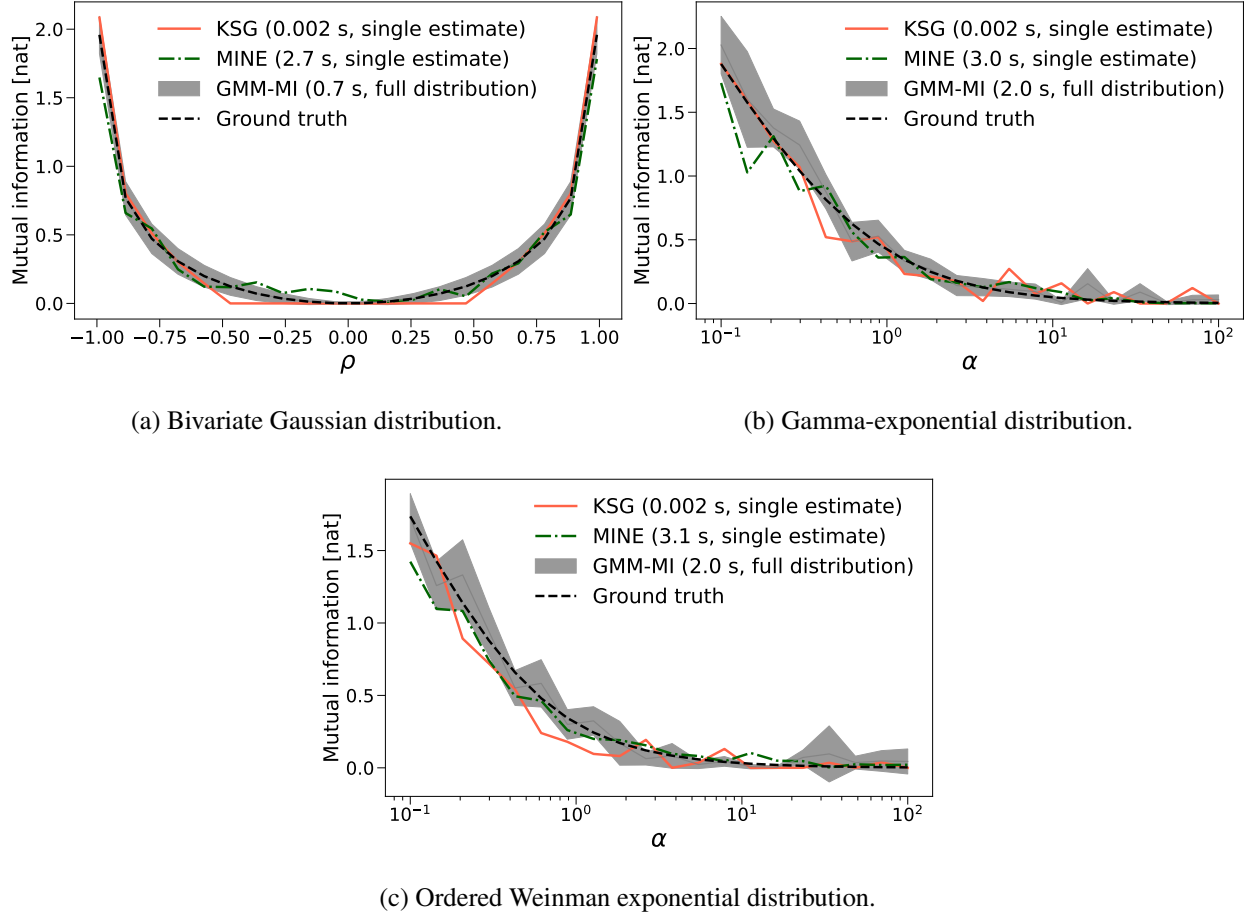 KSG (0.002 s, single estimate)
MINE (2.7 s, single estimate)
GMM-MI (0.7 s, full distribution)
Ground truth
Mutual information [nat]
2.0
1.5
1.0
0.5
0.0
−1.00 −0.75 −0.50 −0.25 0.00 0.25 0.50 0.75 1.00
ρ
(a) Bivariate Gaussian distribution.
KSG (0.002 s, single estimate)
MINE (3.0 s, single estimate)
GMM-MI (2.0 s, full distribution)
Ground truth
Mutual information [nat]
2.0
1.5
1.0
0.5
0.0
10⁻¹ 10⁰ 10¹ 10²
α
(b) Gamma-exponential distribution.
KSG (0.002 s, single estimate)
MINE (3.1 s, single estimate)
GMM-MI (2.0 s, full distribution)
Ground truth
Mutual information [nat]
1.5
1.0
0.5
0.0
10⁻¹ 10⁰ 10¹ 10²
α
(c) Ordered Weinman exponential distribution.